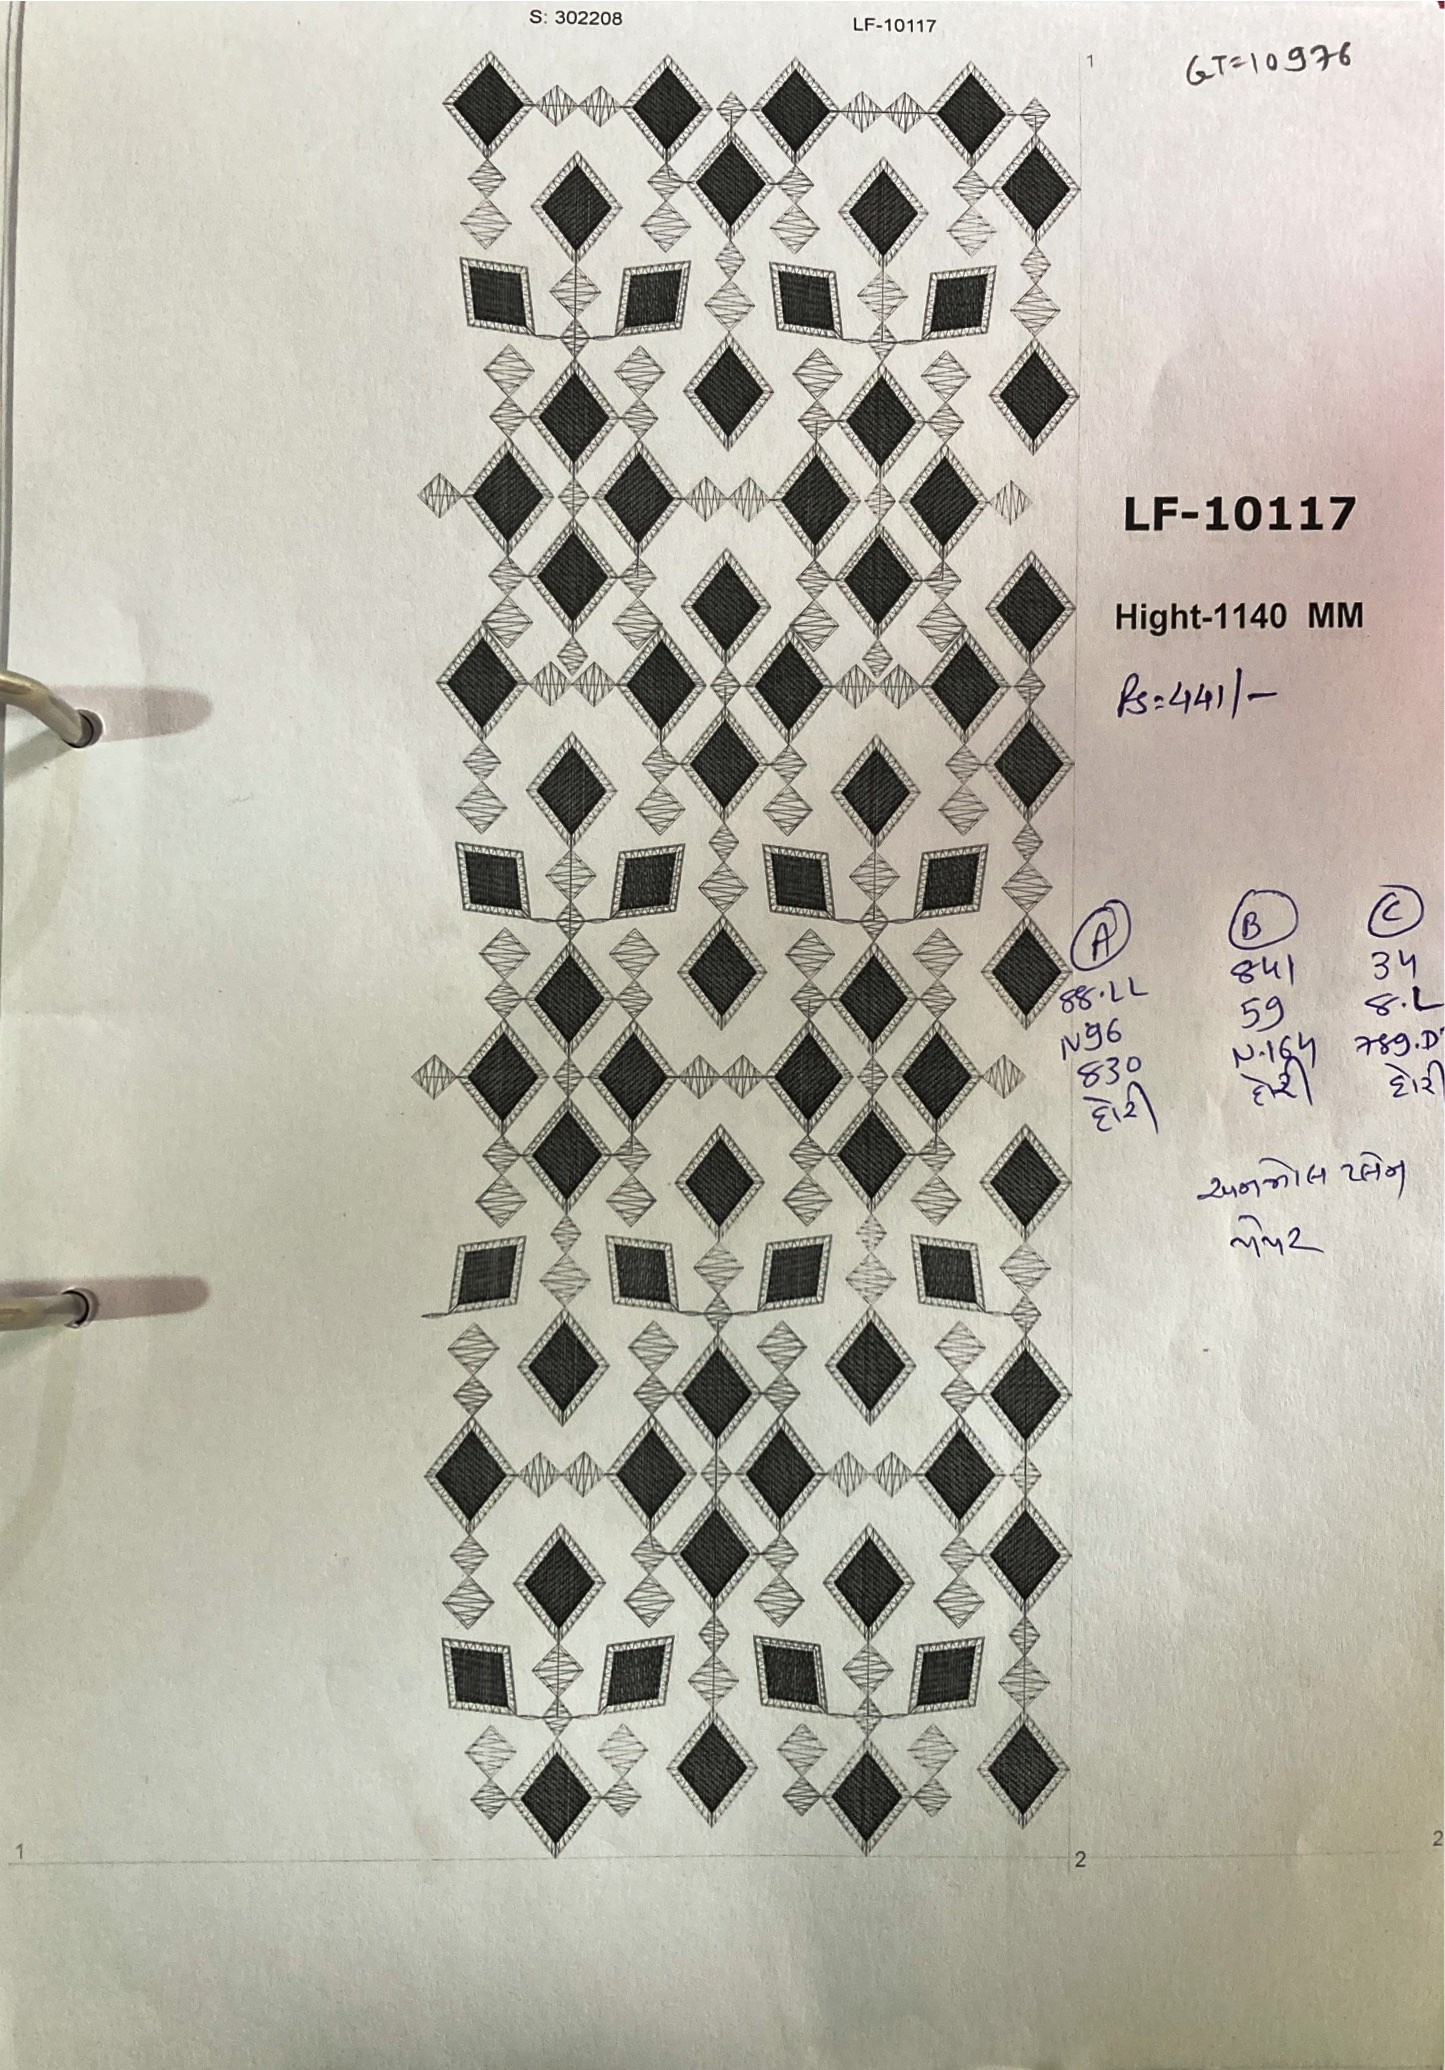 S: 302208 LF-10117
1
GT=10976
LF-10117
Hight-1140 MM
Rs=441/-
A B C
88.LL 841 34
N96 59 8.L
830 N.164 789.D
દોરી દોરી દોરી
અનમોલ પ્લેન
પેપર
1 2 2